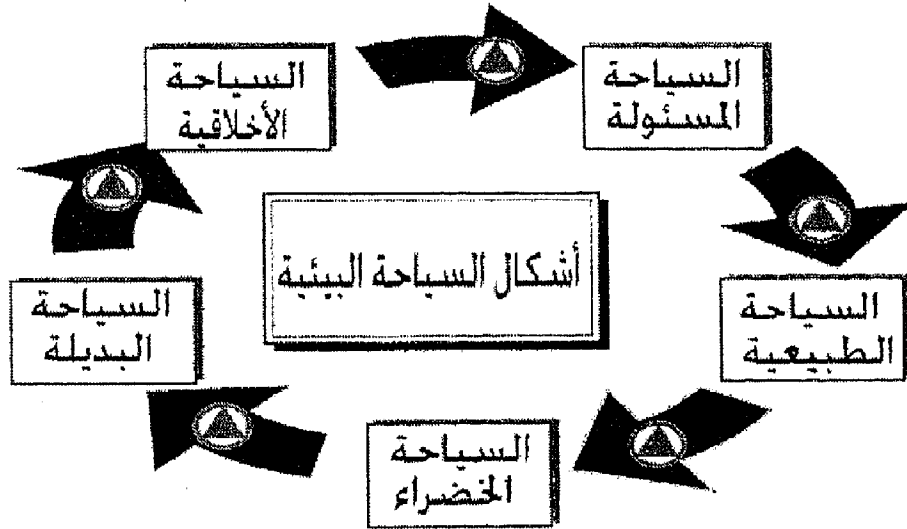 السياحة
المسئولة
السياحة
الأخلاقية
أشكال السياحة البيئية
السياحة
الطبيعية
السياحة
البديلة
السياحة
الخضراء